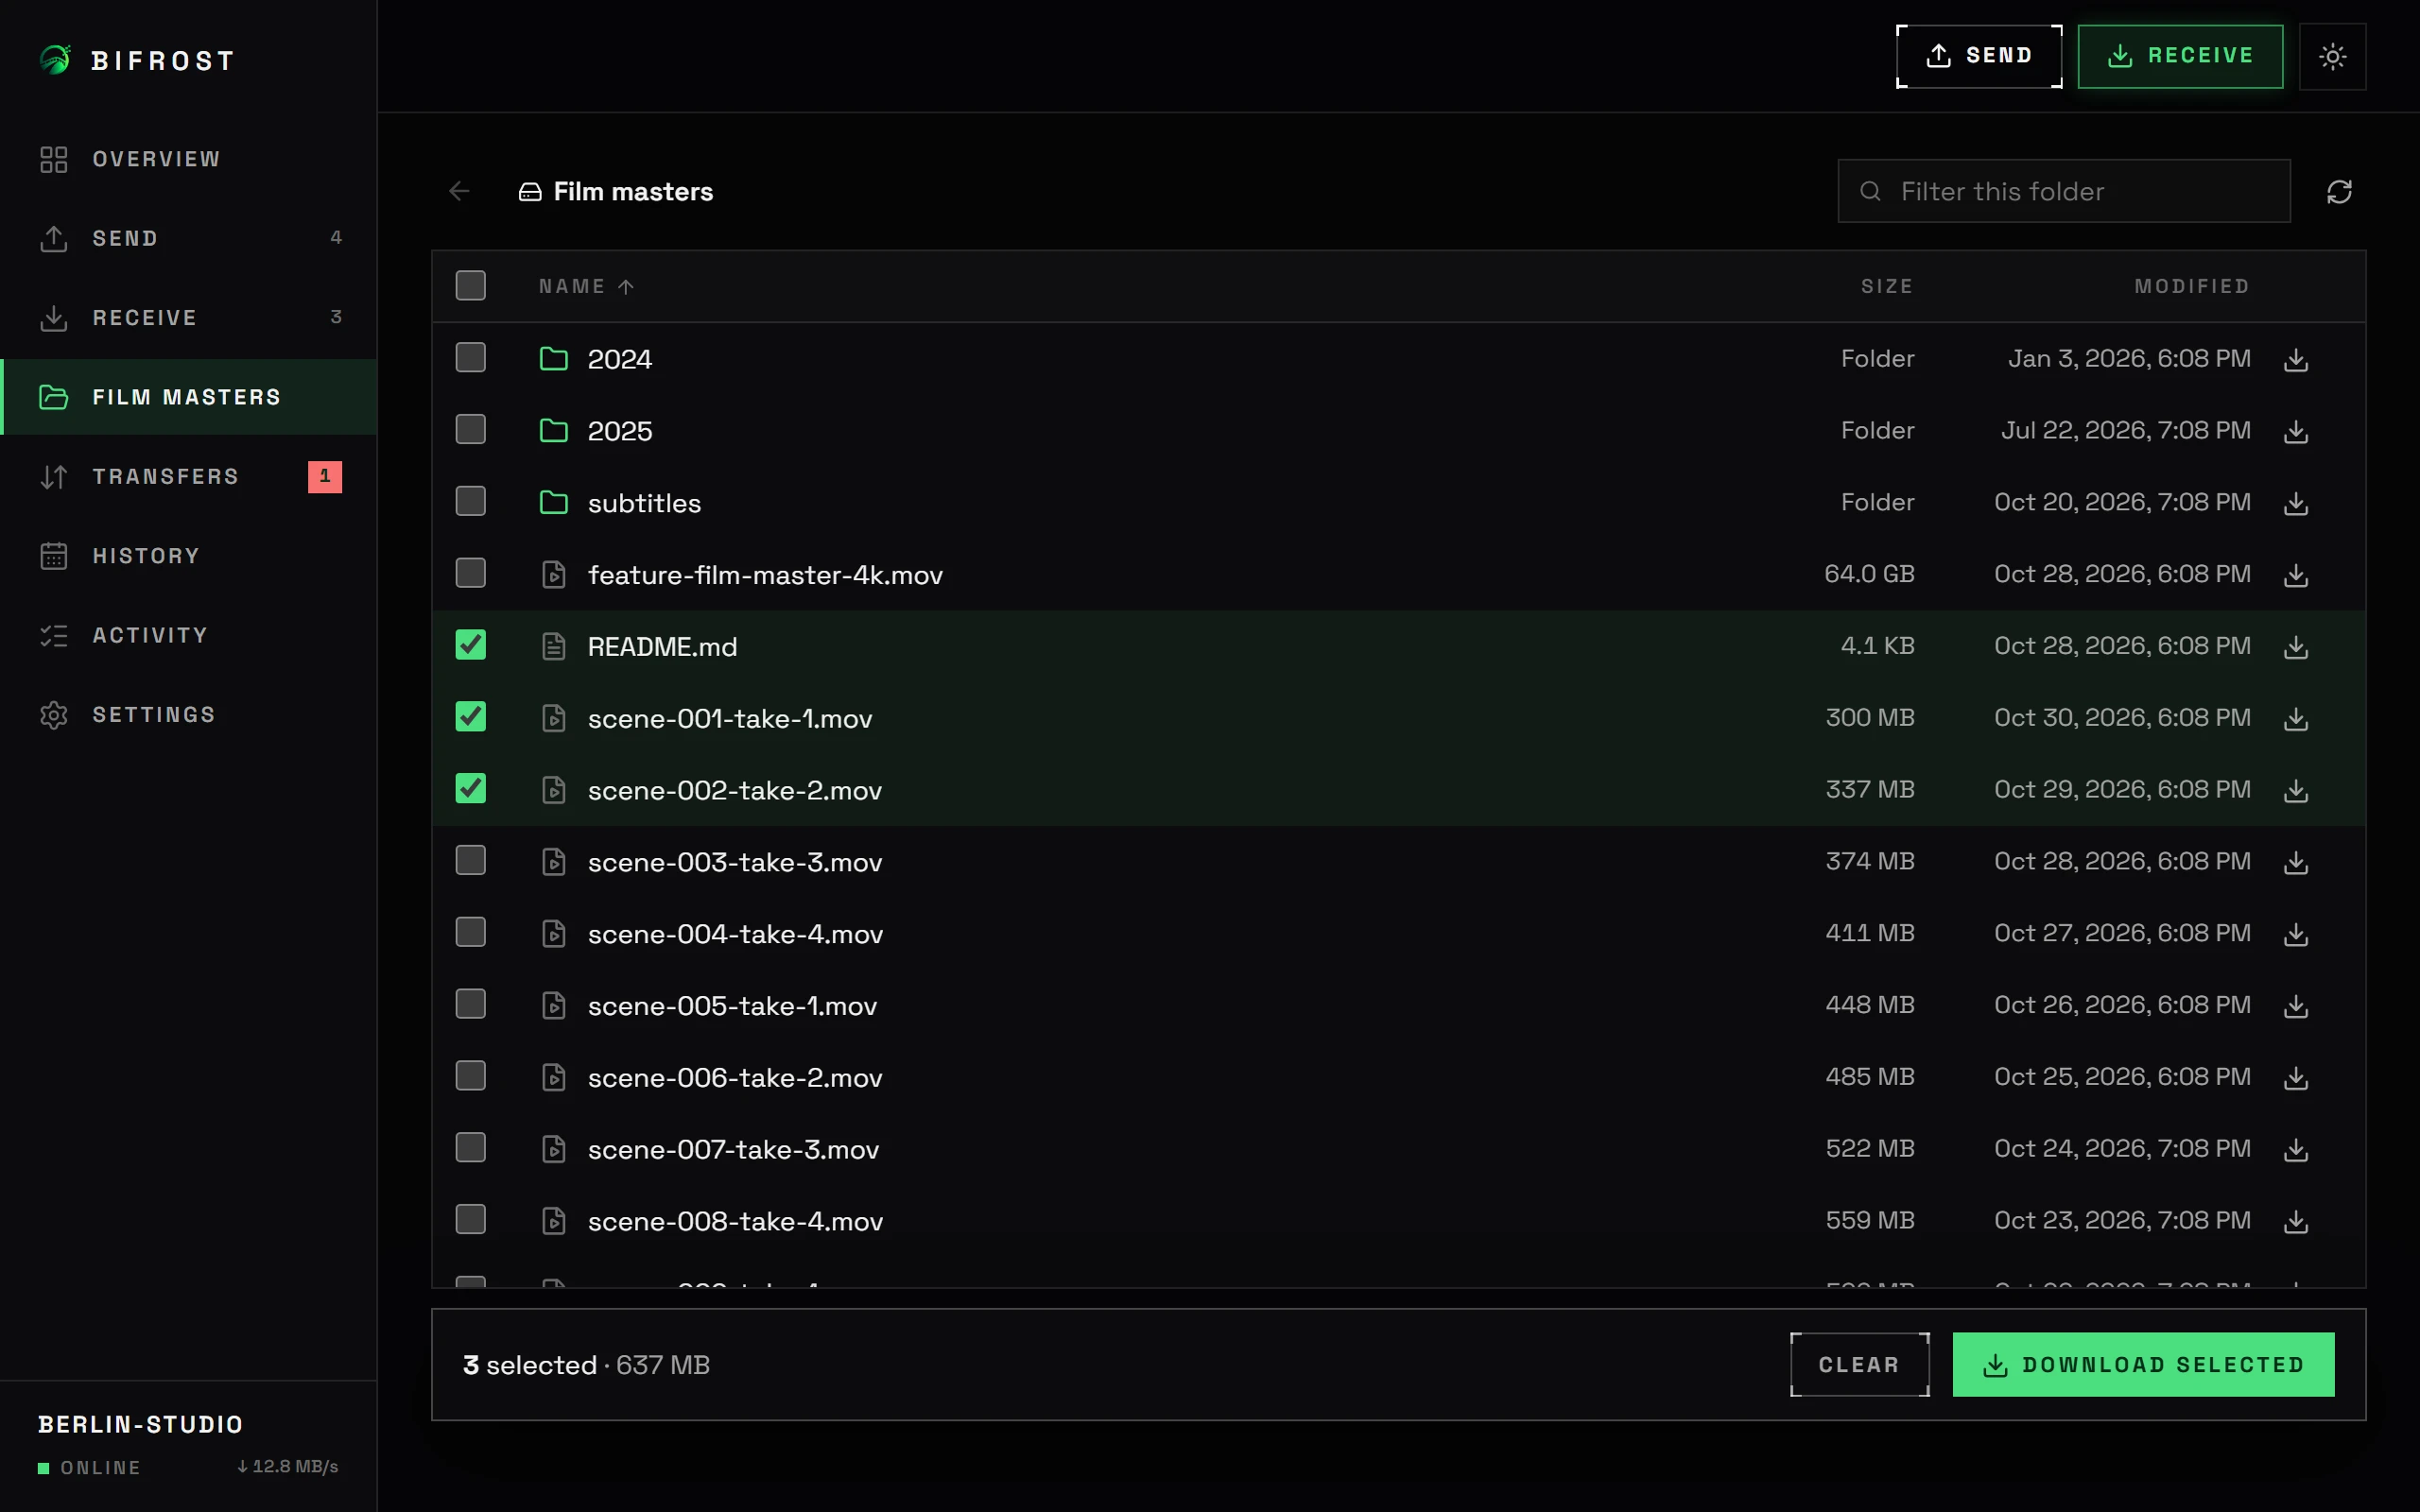 BIFROST
SEND
RECEIVE
OVERVIEW
SEND 4
RECEIVE 3
FILM MASTERS
TRANSFERS 1
HISTORY
ACTIVITY
SETTINGS
BERLIN-STUDIO
ONLINE ↓ 12.8 MB/s
Film masters
Filter this folder
NAME ↑ SIZE MODIFIED
2024 Folder Jan 3, 2026, 6:08 PM
2025 Folder Jul 22, 2026, 7:08 PM
subtitles Folder Oct 20, 2026, 7:08 PM
feature-film-master-4k.mov 64.0 GB Oct 28, 2026, 6:08 PM
README.md 4.1 KB Oct 28, 2026, 6:08 PM
scene-001-take-1.mov 300 MB Oct 30, 2026, 6:08 PM
scene-002-take-2.mov 337 MB Oct 29, 2026, 6:08 PM
scene-003-take-3.mov 374 MB Oct 28, 2026, 6:08 PM
scene-004-take-4.mov 411 MB Oct 27, 2026, 6:08 PM
scene-005-take-1.mov 448 MB Oct 26, 2026, 6:08 PM
scene-006-take-2.mov 485 MB Oct 25, 2026, 6:08 PM
scene-007-take-3.mov 522 MB Oct 24, 2026, 7:08 PM
scene-008-take-4.mov 559 MB Oct 23, 2026, 7:08 PM
3 selected · 637 MB
CLEAR
DOWNLOAD SELECTED